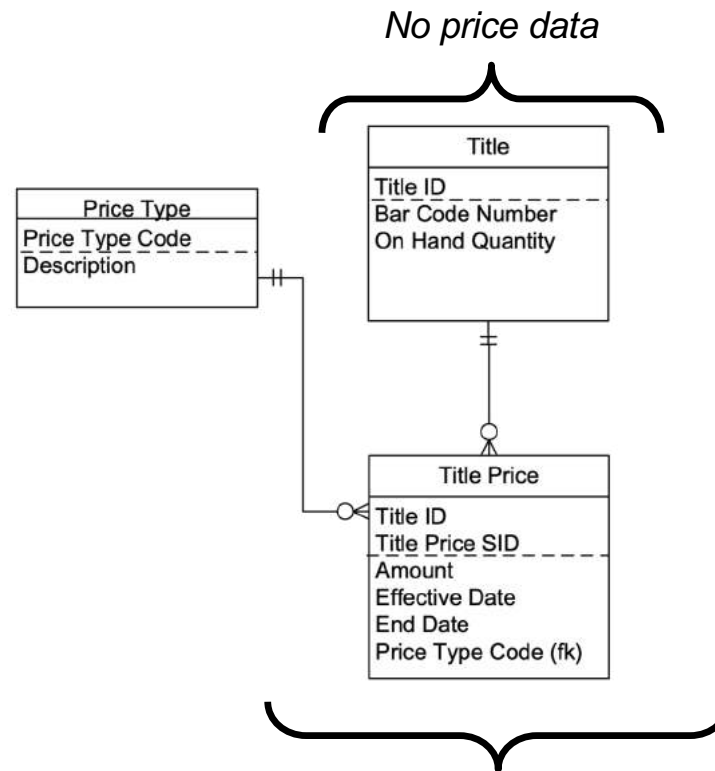 No price data
Title
Title ID
Bar Code Number
On Hand Quantity
Price Type
Price Type Code
Description
Title Price
Title ID
Title Price SID
Amount
Effective Date
End Date
Price Type Code (fk)